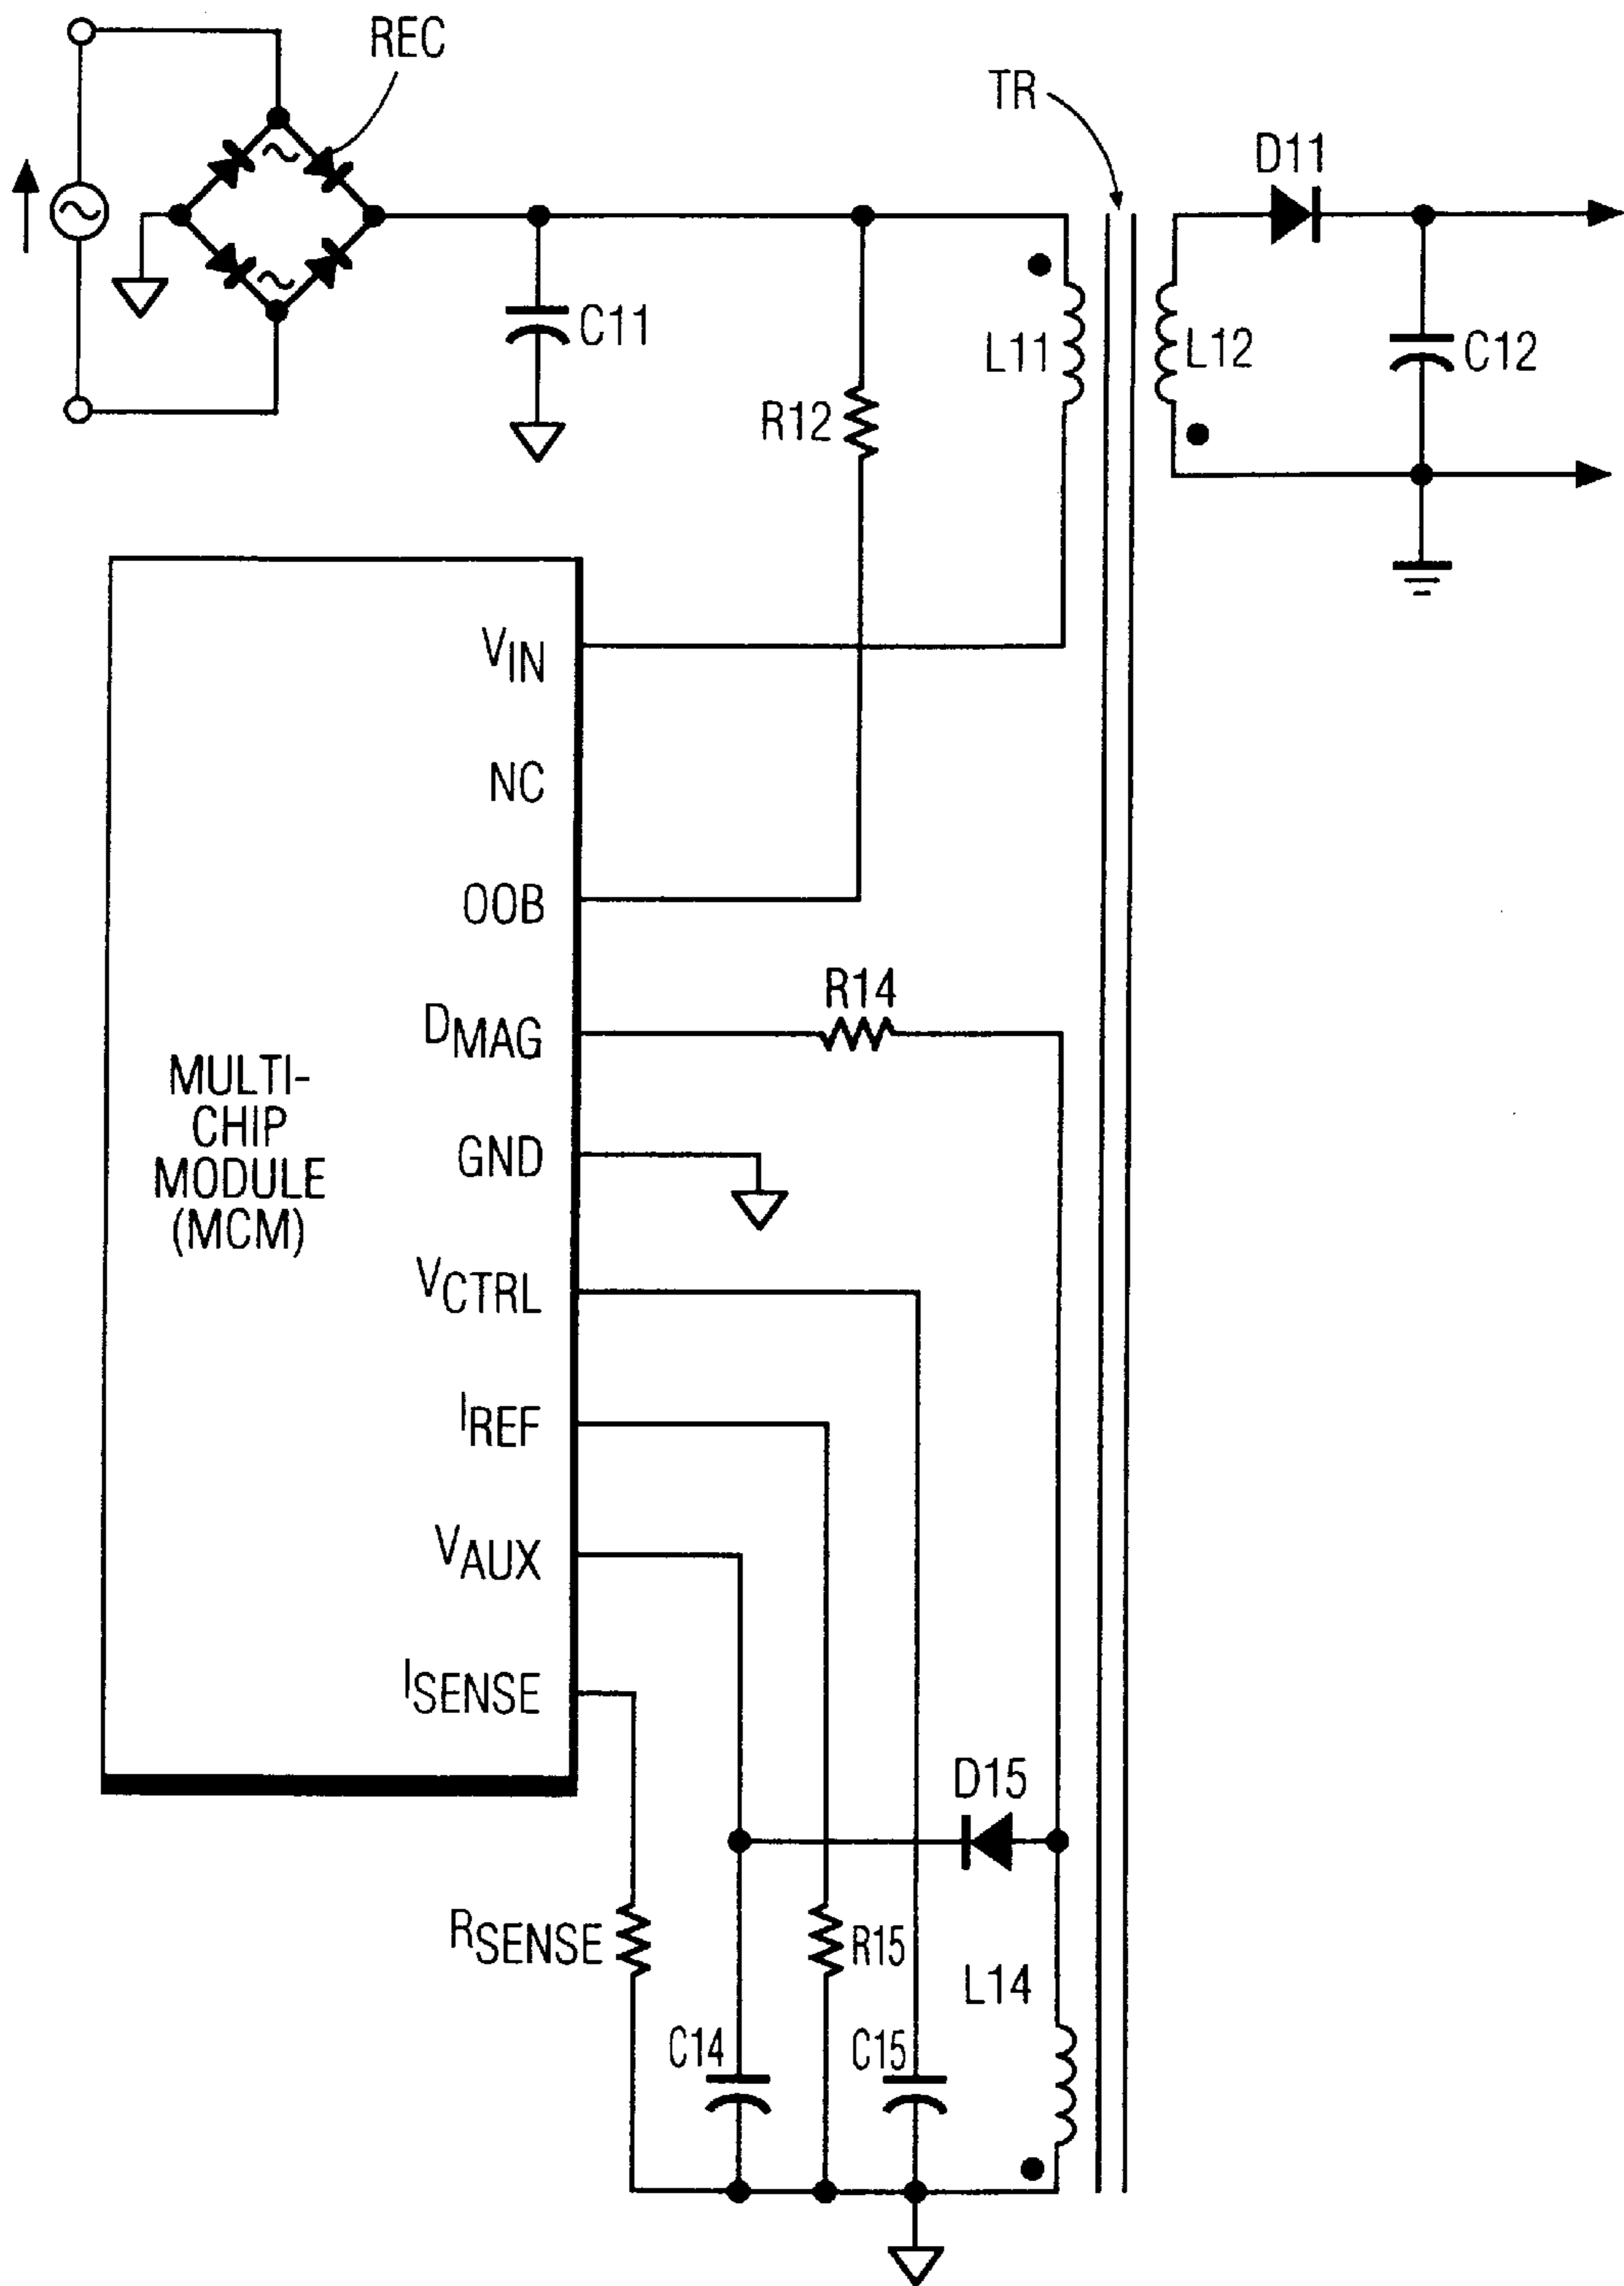 REC
TR
D11
C11
L11
L12
C12
R12
VIN
NC
OOB
R14
DMAG
MULTI-
CHIP
MODULE
(MCM)
GND
VCTRL
IREF
VAUX
ISENSE
D15
RSENSE
R15
L14
C14
C15